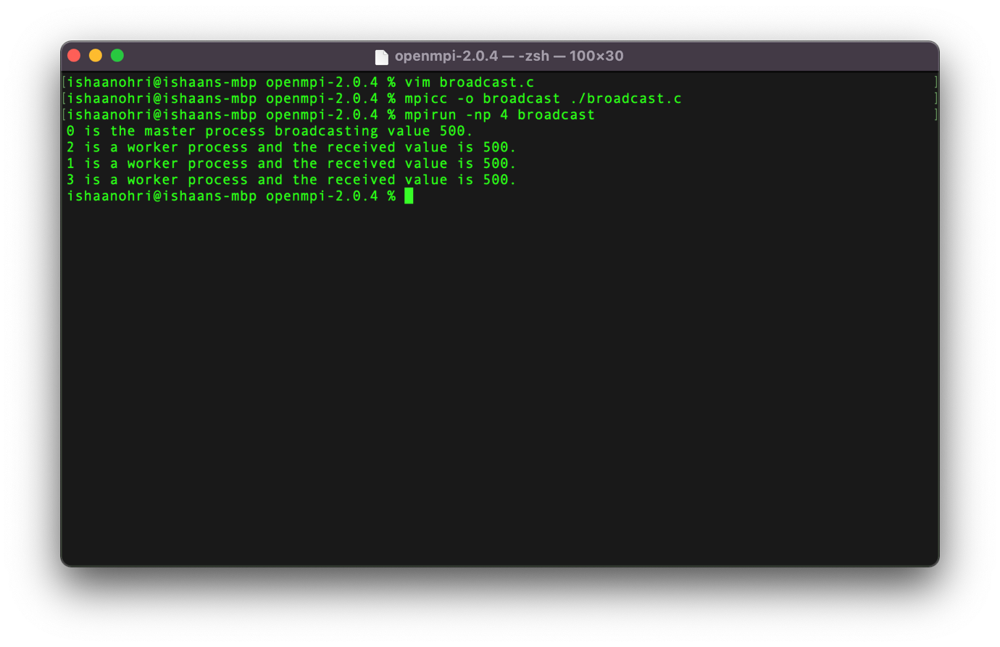 openmpi-2.0.4 — -zsh — 100×30
[ishaanohri@ishaans-mbp openmpi-2.0.4 % vim broadcast.c ]
[ishaanohri@ishaans-mbp openmpi-2.0.4 % mpicc -o broadcast ./broadcast.c ]
[ishaanohri@ishaans-mbp openmpi-2.0.4 % mpirun -np 4 broadcast ]
0 is the master process broadcasting value 500.
2 is a worker process and the received value is 500.
1 is a worker process and the received value is 500.
3 is a worker process and the received value is 500.
ishaanohri@ishaans-mbp openmpi-2.0.4 %